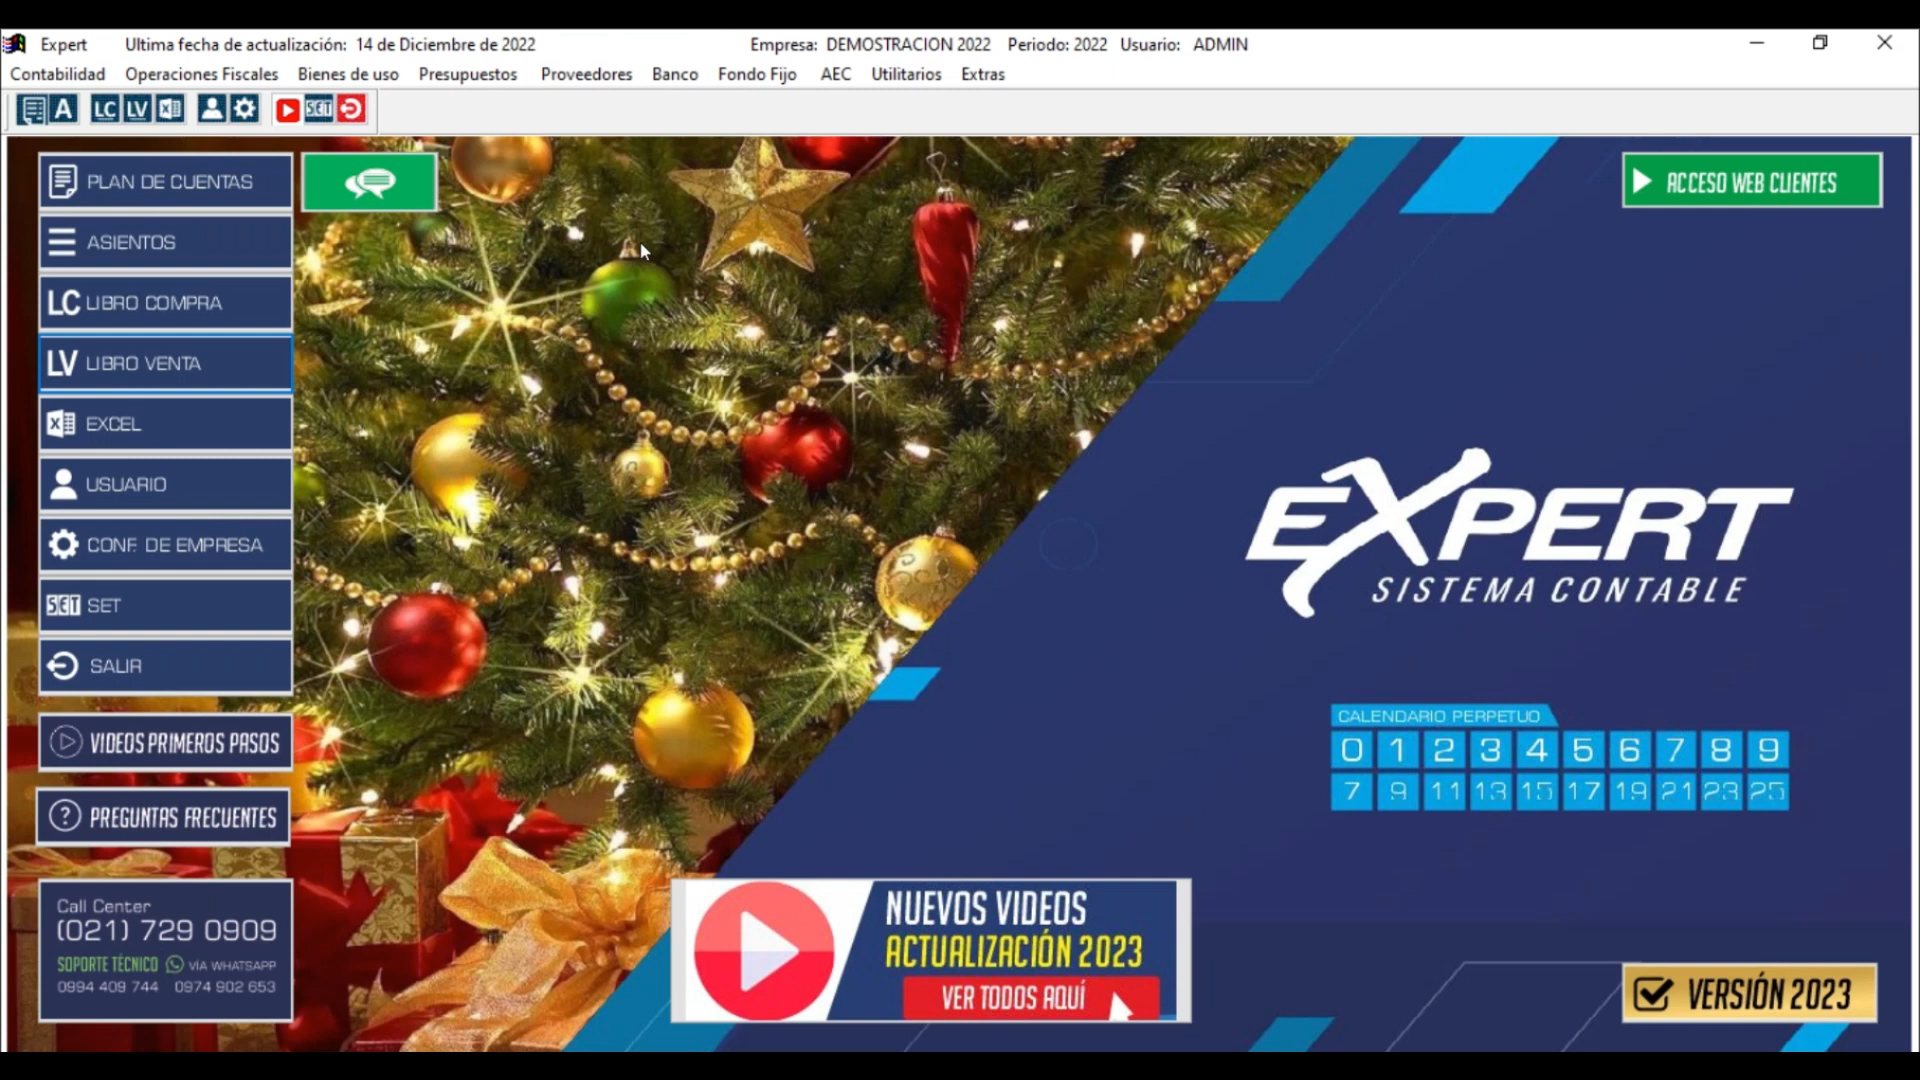 Expert Ultima fecha de actualización: 14 de Diciembre de 2022 Empresa: DEMOSTRACION 2022 Periodo: 2022 Usuario: ADMIN
Contabilidad Operaciones Fiscales Bienes de uso Presupuestos Proveedores Banco Fondo Fijo AEC Utilitarios Extras
A LC LV SET
PLAN DE CUENTAS
ASIENTOS
LC LIBRO COMPRA
LV LIBRO VENTA
EXCEL
USUARIO
CONF. DE EMPRESA
SET SET
SALIR
VIDEOS PRIMEROS PASOS
PREGUNTAS FRECUENTES
Call Center
(021) 729 0909
SOPORTE TÉCNICO VÍA WHATSAPP
0994 409 744 0974 902 653
ACCESO WEB CLIENTES
EXPERT
SISTEMA CONTABLE
CALENDARIO PERPETUO
0 1 2 3 4 5 6 7 8 9
7 9 11 13 15 17 19 21 23 25
NUEVOS VIDEOS
ACTUALIZACIÓN 2023
VER TODOS AQUÍ
VERSIÓN 2023